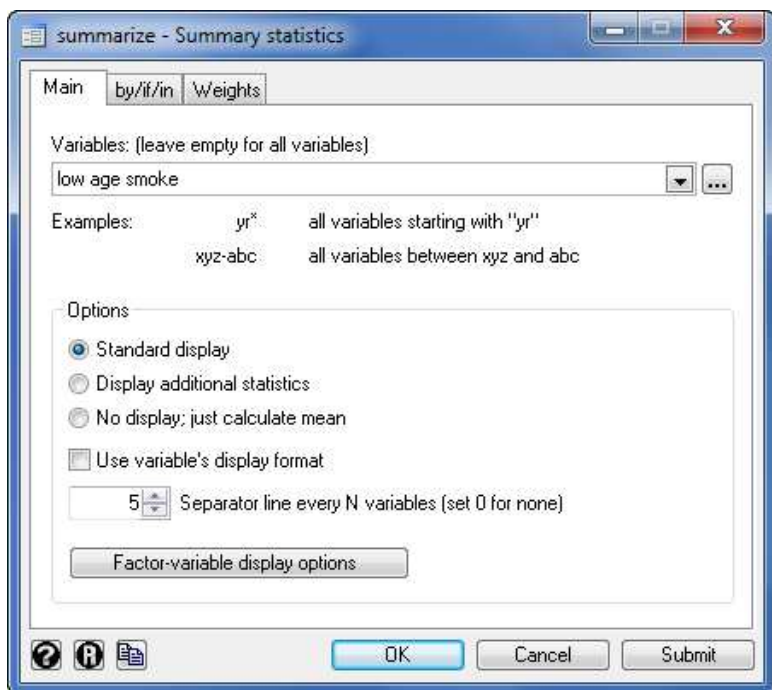 summarize - Summary statistics
Main by/if/in Weights
Variables: (leave empty for all variables)
low age smoke ...
Examples: yr* all variables starting with "yr"
xyz-abc all variables between xyz and abc
Options
Standard display
Display additional statistics
No display; just calculate mean
Use variable's display format
5 Separator line every N variables (set 0 for none)
Factor-variable display options
? R OK Cancel Submit